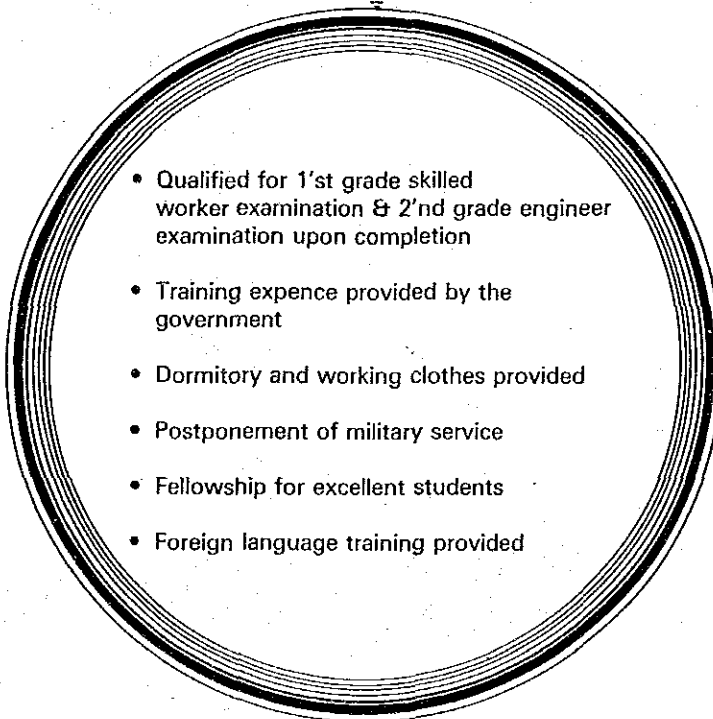 • Qualified for 1'st grade skilled
worker examination & 2'nd grade engineer
examination upon completion
• Training expence provided by the
government
• Dormitory and working clothes provided
• Postponement of military service
• Fellowship for excellent students
• Foreign language training provided